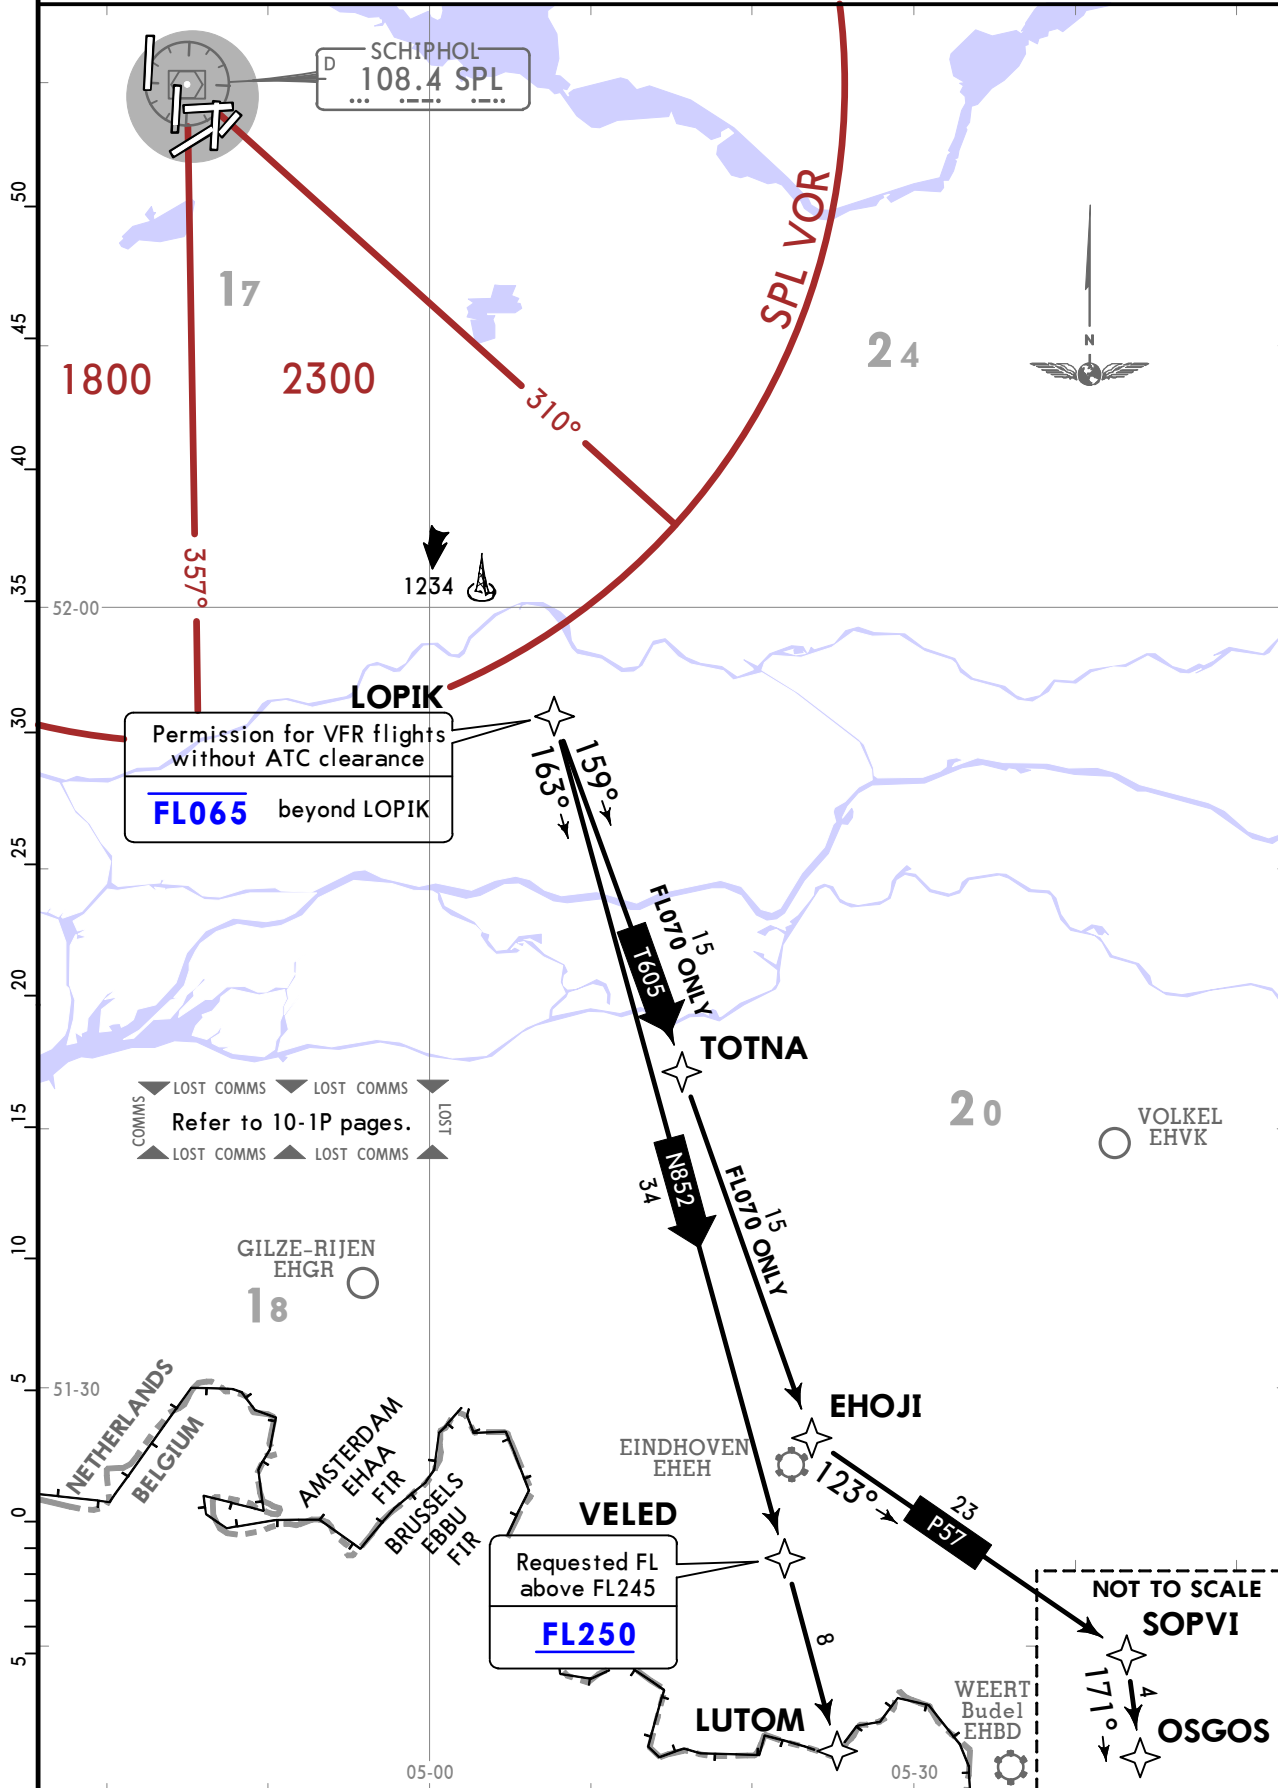 SCHIPHOL
D
108.4 SPL
50
SPL VOR
17
45
24
N
1800
2300
310°
40
357°
1234
35
52-00
LOPIK
30
Permission for VFR flights
without ATC clearance
FL065 beyond LOPIK
163°
159°
25
15
FL070 ONLY
T605
20
TOTNA
LOST COMMS LOST COMMS
COMMS
Refer to 10-1P pages.
LOST
LOST COMMS LOST COMMS
15
20
VOLKEL
EHVK
N852
34
15
FL070 ONLY
10
GILZE-RIJEN
EHGR
18
5
51-30
NETHERLANDS
BELGIUM
AMSTERDAM
EHAA
FIR
BRUSSELS
EBBU
FIR
EHOJI
EINDHOVEN
EHEH
123°
23
P57
0
VELED
Requested FL
above FL245
FL250
NOT TO SCALE
SOPVI
8
5
171°
4
WEERT
Budel
EHBD
LUTOM
OSGOS
05-00
05-30